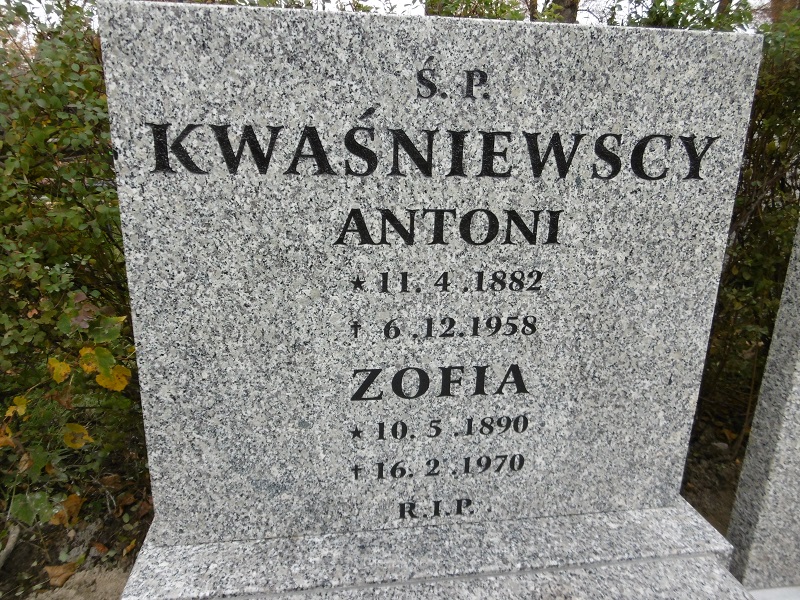 Ś. P.
KWAŚNIEWSCY
ANTONI
★ 11. 4 .1882
† 6 .12.1958
ZOFIA
★ 10. 5 .1890
† 16. 2 .1970
R.I.P.